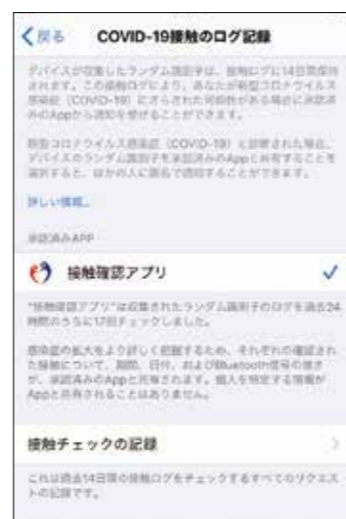 戻る COVID-19接触のログ記録
デバイスが収集したランダム識別子は、接触ログに14日間保持
されます。この接触ログにより、あなたが新型コロナウイルス
感染症（COVID-19）にさらされた可能性がある場合に承認済
みのAppから通知を受けることができます。
新型コロナウイルス感染症（COVID-19）と診断された場合、
デバイスのランダム識別子を承認済みのAppと共有することを
選択すると、ほかの人に匿名で通知することができます。
詳しい情報...
承認済みAPP
接触確認アプリ
"接触確認アプリ"は収集されたランダム識別子のログを過去24
時間のうちに17回チェックしました。
感染症の拡大をより詳しく把握するため、それぞれの確認され
た接触について、期間、日付、およびBluetooth信号の強さ
が、承認済みのAppと共有されます。個人を特定する情報が
Appと共有されることはありません。
接触チェックの記録
これは過去14日間の接触ログをチェックするすべてのリクエス
トの記録です。